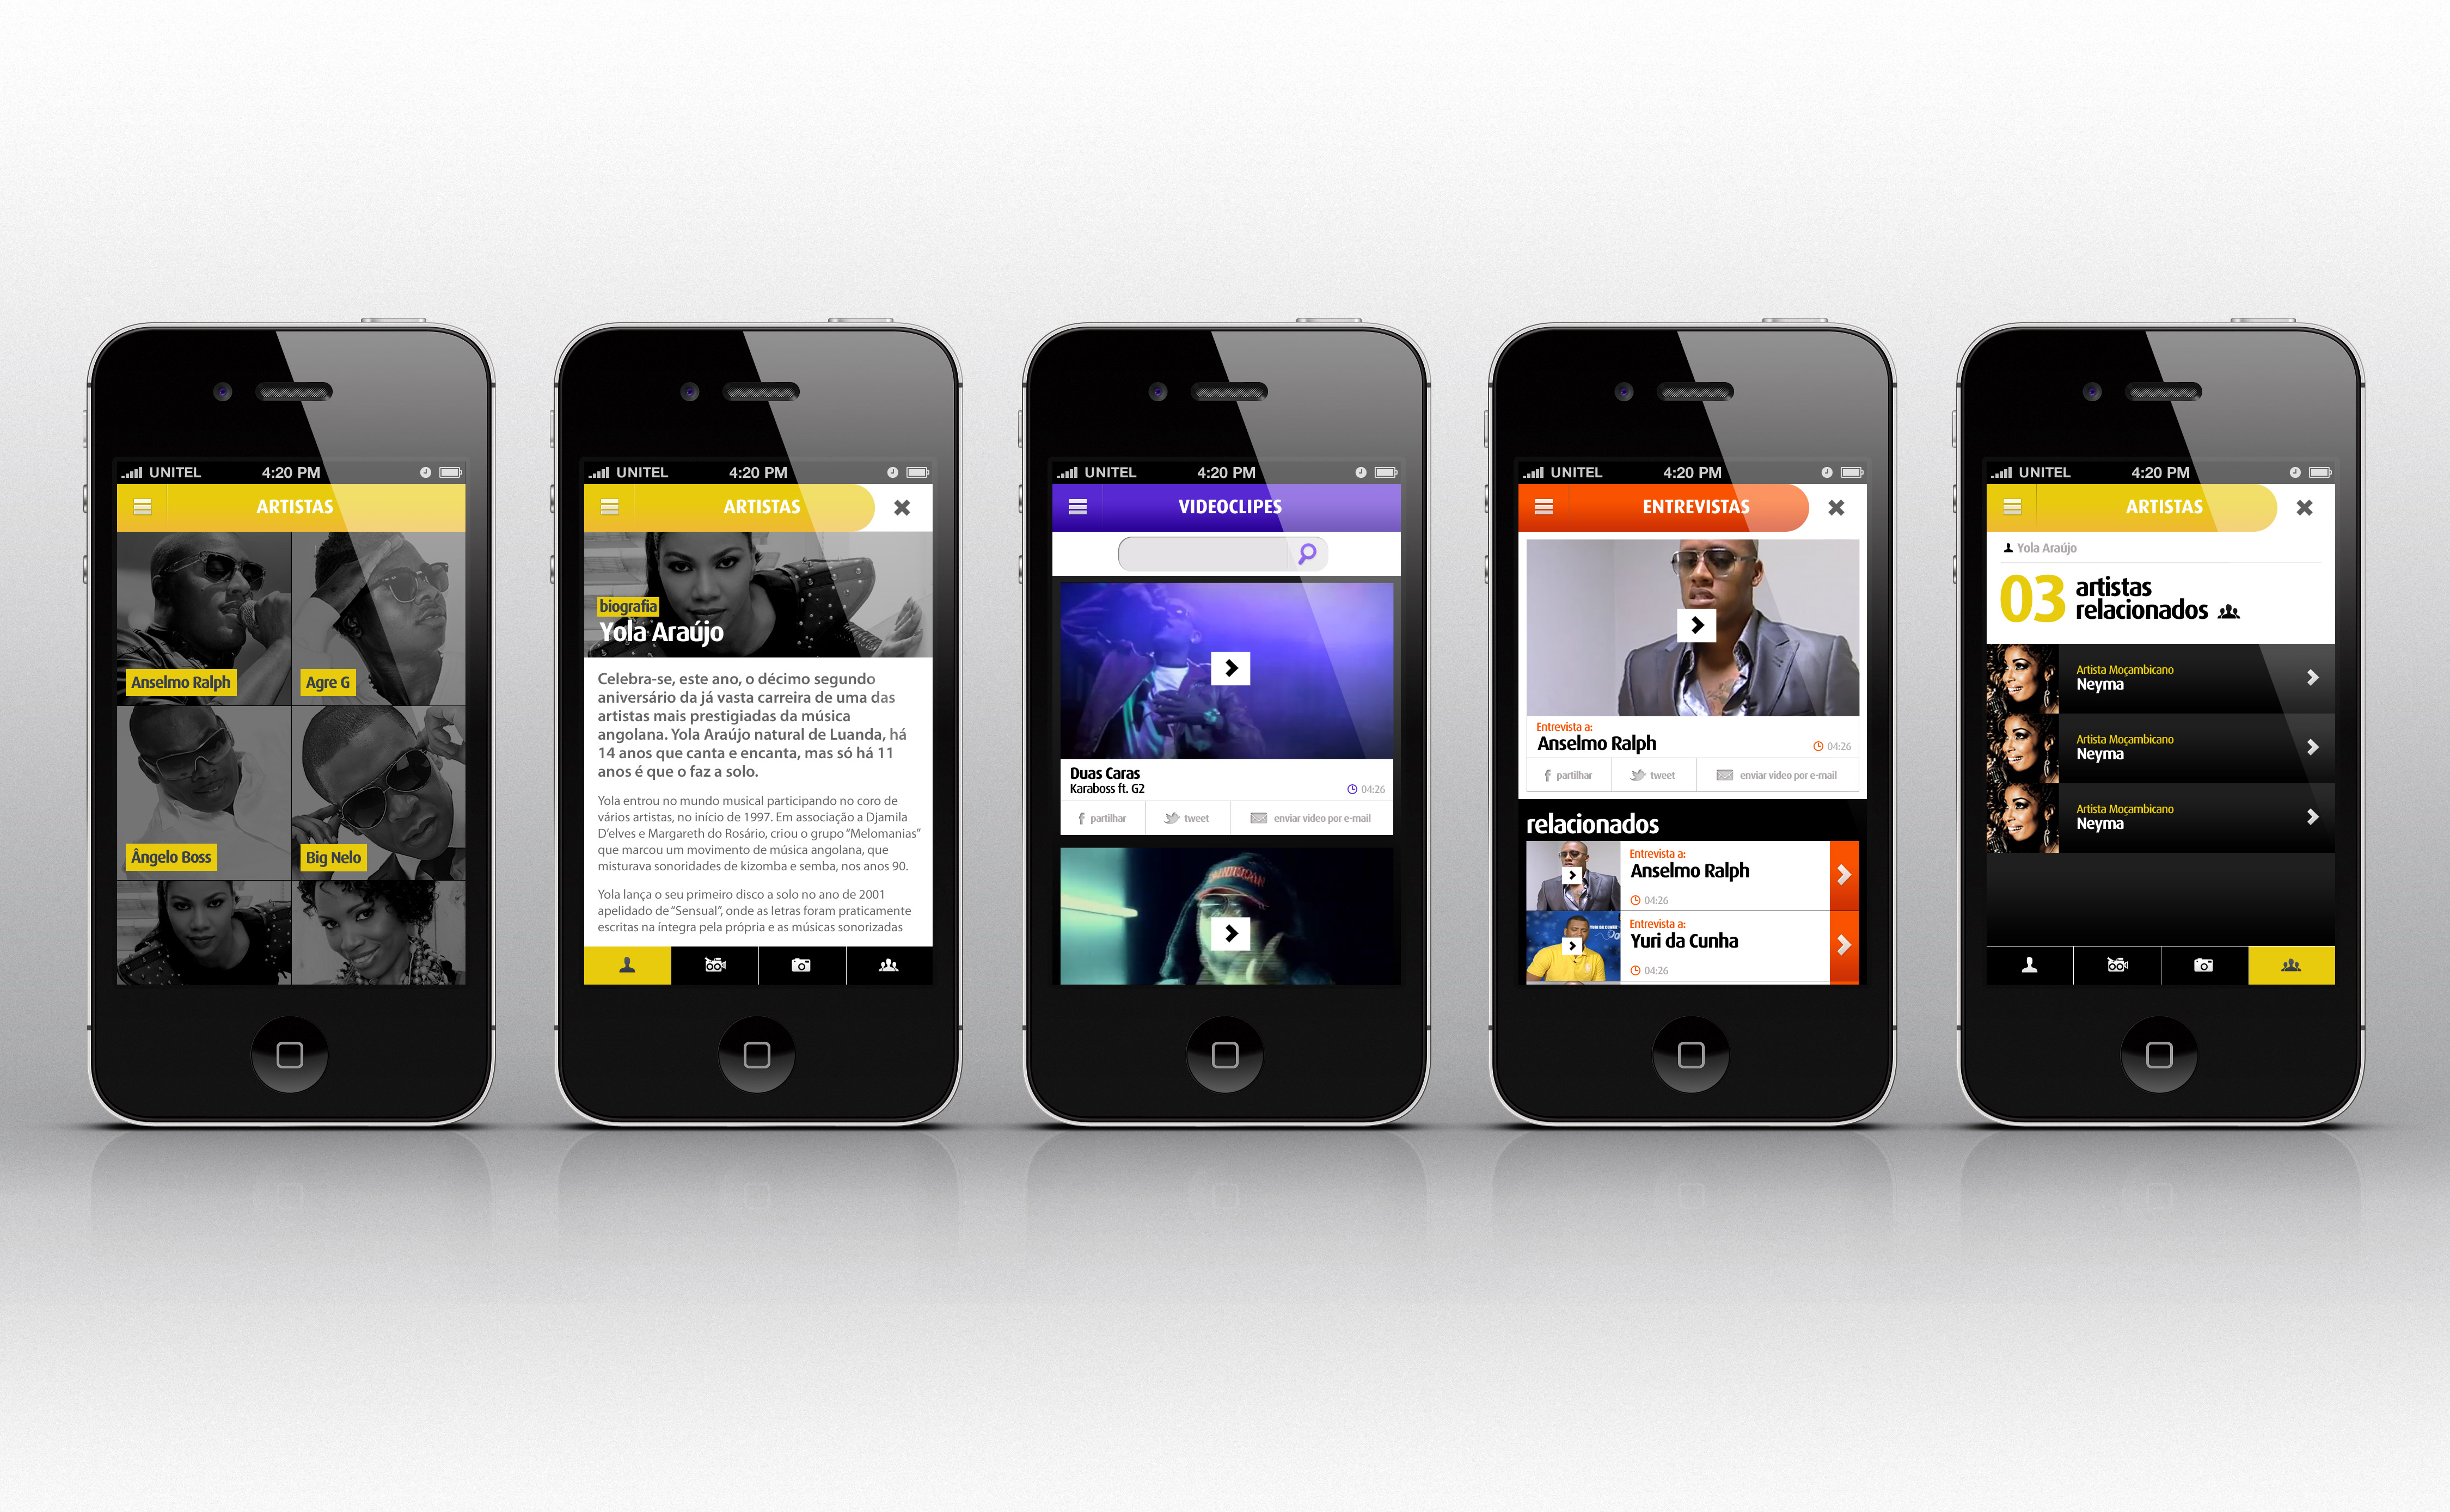 UNITEL 4:20 PM
ARTISTAS
Anselmo Ralph
Agre G
Ângelo Boss
Big Nelo
UNITEL 4:20 PM
ARTISTAS
biografia
Yola Araújo
Celebra-se, este ano, o décimo segundo
aniversário da já vasta carreira de uma das
artistas mais prestigiadas da música
angolana. Yola Araújo natural de Luanda, há
14 anos que canta e encanta, mas só há 11
anos é que o faz a solo.
Yola entrou no mundo musical participando no coro de
vários artistas, no início de 1997. Em associação a Djamila
D’elves e Margareth do Rosário, criou o grupo “Melomanias”
que marcou um movimento de música angolana, que
misturava sonoridades de kizomba e semba, nos anos 90.
Yola lança o seu primeiro disco a solo no ano de 2001
apelidado de “Sensual”, onde as letras foram praticamente
escritas na íntegra pela própria e as músicas sonorizadas
UNITEL 4:20 PM
VIDEOCLIPES
Duas Caras
Karaboss ft. G2 04:26
partilhar tweet enviar video por e-mail
UNITEL 4:20 PM
ENTREVISTAS
Entrevista a:
Anselmo Ralph 04:26
partilhar tweet enviar video por e-mail
relacionados
Entrevista a:
Anselmo Ralph
04:26
Entrevista a:
Yuri da Cunha
04:26
UNITEL 4:20 PM
ARTISTAS
Yola Araújo
03 artistas
relacionados
Artista Moçambicano
Neyma
Artista Moçambicano
Neyma
Artista Moçambicano
Neyma